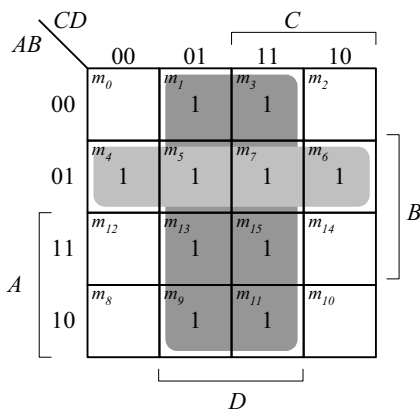 CD C
AB 00 01 11 10
m0 m1 m3 m2
00 1 1
m4 m5 m7 m6
01 1 1 1 1
B
m12 m13 m15 m14
11 1 1
A
m8 m9 m11 m10
10 1 1
D